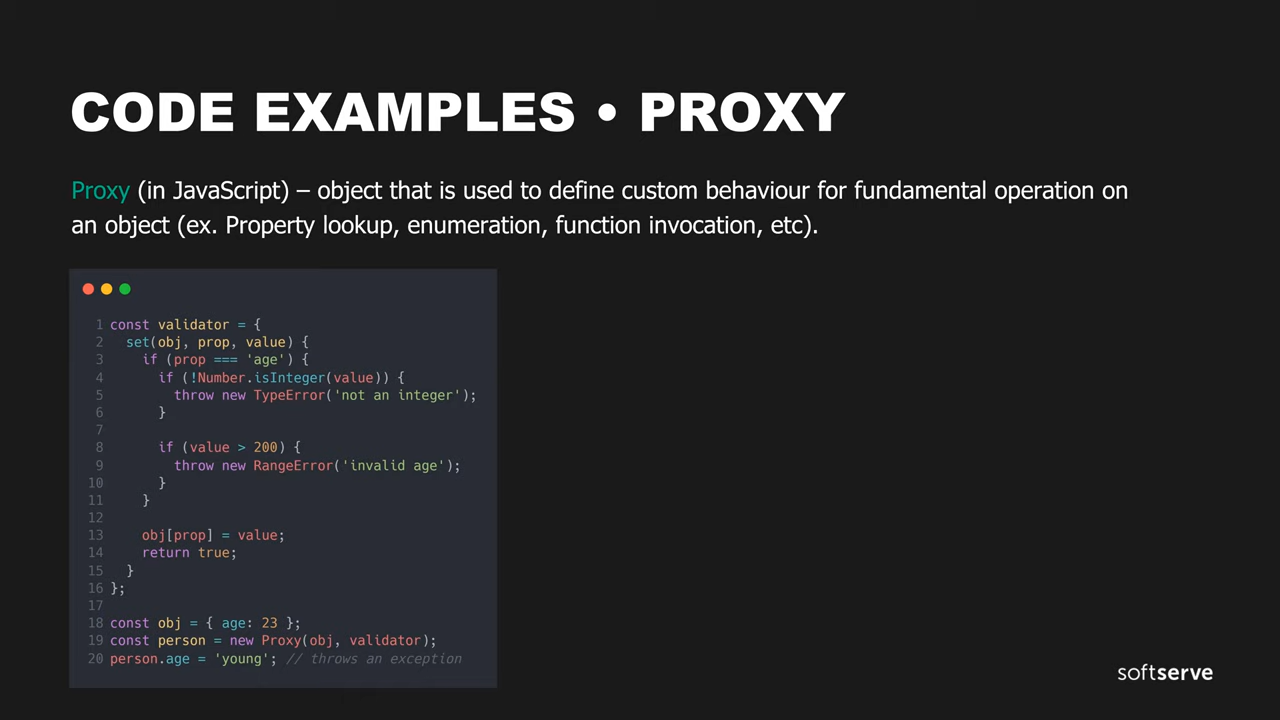 CODE EXAMPLES • PROXY
Proxy (in JavaScript) – object that is used to define custom behaviour for fundamental operation on
an object (ex. Property lookup, enumeration, function invocation, etc).
1 const validator = {
2   set(obj, prop, value) {
3     if (prop === 'age') {
4       if (!Number.isInteger(value)) {
5         throw new TypeError('not an integer');
6       }
7
8       if (value > 200) {
9         throw new RangeError('invalid age');
10       }
11     }
12
13     obj[prop] = value;
14     return true;
15   }
16 };
17
18 const obj = { age: 23 };
19 const person = new Proxy(obj, validator);
20 person.age = 'young'; // throws an exception
softserve